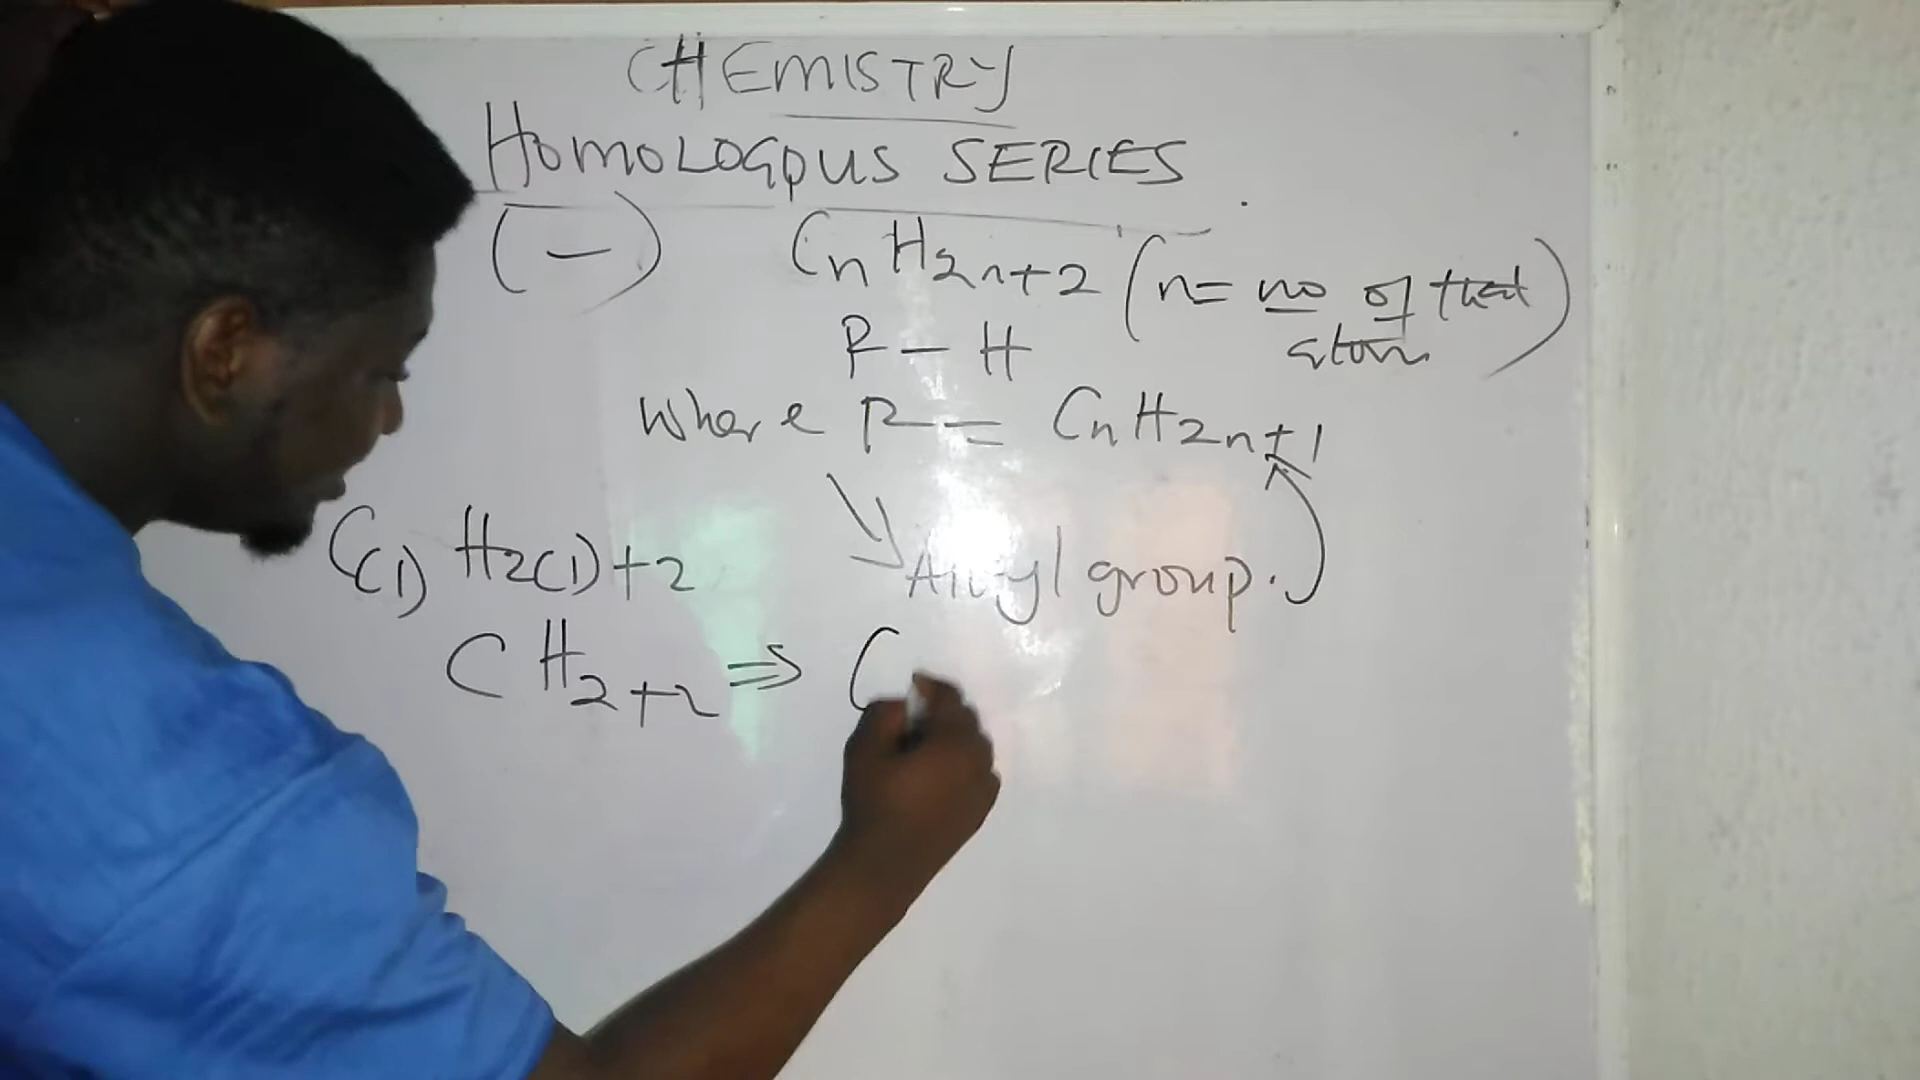 CHEMISTRY
HOMOLOGOUS SERIES
(-) CnH2n+2 (n= no of that atom)
R - H
Where R = CnH2n+1
Alkyl group.
C(1) H2(1)+2
CH2+2 ⇒ C